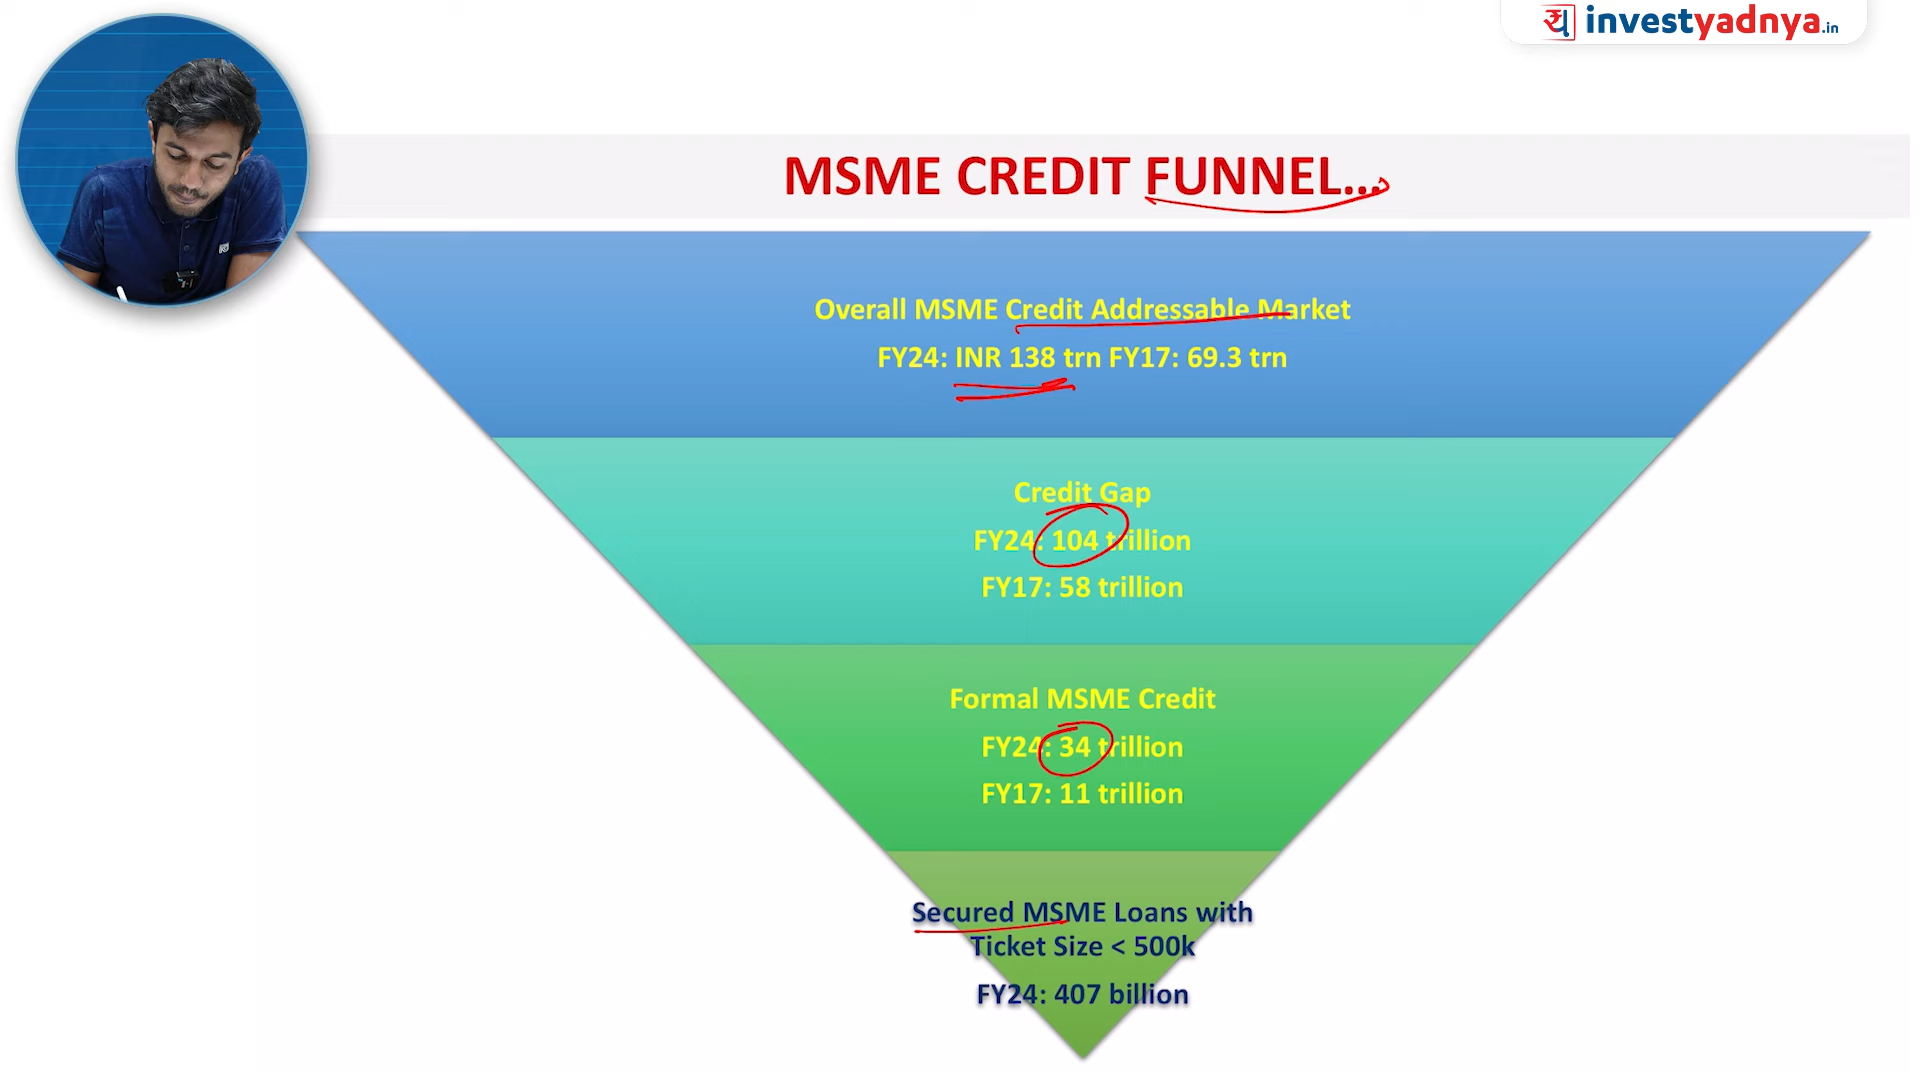 investyadnya.in
MSME CREDIT FUNNEL...
Overall MSME Credit Addressable Market
FY24: INR 138 trn FY17: 69.3 trn
Credit Gap
FY24: 104 trillion
FY17: 58 trillion
Formal MSME Credit
FY24: 34 trillion
FY17: 11 trillion
Secured MSME Loans with
Ticket Size < 500k
FY24: 407 billion